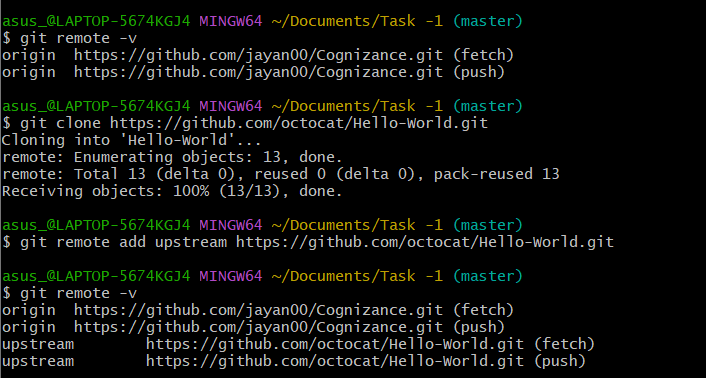 asus_@LAPTOP-5674KGJ4 MINGW64 ~/Documents/Task -1 (master)
$ git remote -v
origin  https://github.com/jayan00/Cognizance.git (fetch)
origin  https://github.com/jayan00/Cognizance.git (push)
asus_@LAPTOP-5674KGJ4 MINGW64 ~/Documents/Task -1 (master)
$ git clone https://github.com/octocat/Hello-World.git
Cloning into 'Hello-World'...
remote: Enumerating objects: 13, done.
remote: Total 13 (delta 0), reused 0 (delta 0), pack-reused 13
Receiving objects: 100% (13/13), done.
asus_@LAPTOP-5674KGJ4 MINGW64 ~/Documents/Task -1 (master)
$ git remote add upstream https://github.com/octocat/Hello-World.git
asus_@LAPTOP-5674KGJ4 MINGW64 ~/Documents/Task -1 (master)
$ git remote -v
origin  https://github.com/jayan00/Cognizance.git (fetch)
origin  https://github.com/jayan00/Cognizance.git (push)
upstream        https://github.com/octocat/Hello-World.git (fetch)
upstream        https://github.com/octocat/Hello-World.git (push)